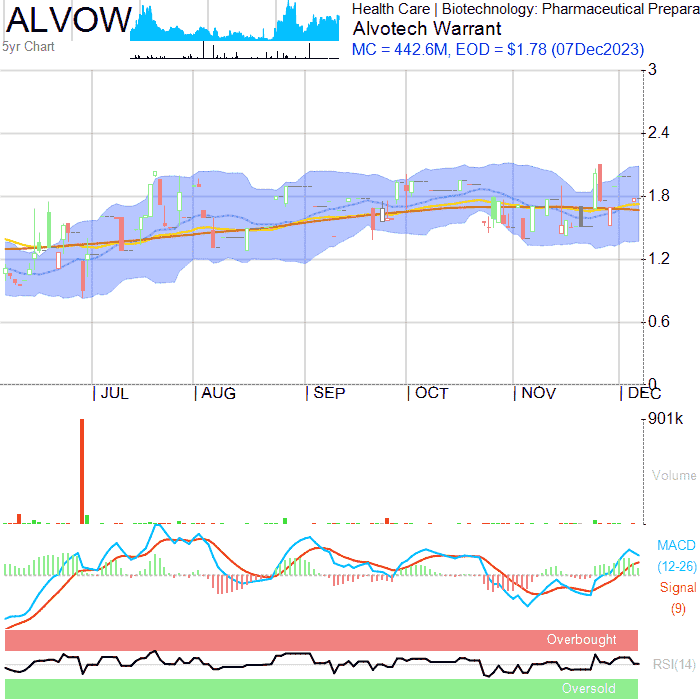 ALVOW
5yr Chart
Health Care | Biotechnology: Pharmaceutical Prepara
Alvotech Warrant
MC = 442.6M, EOD = $1.78 (07Dec2023)
3
2.4
1.8
1.2
0.6
0
JUL
AUG
SEP
OCT
NOV
DEC
901k
Volume
MACD
(12-26)
Signal
(9)
Overbought
RSI(14)
Oversold